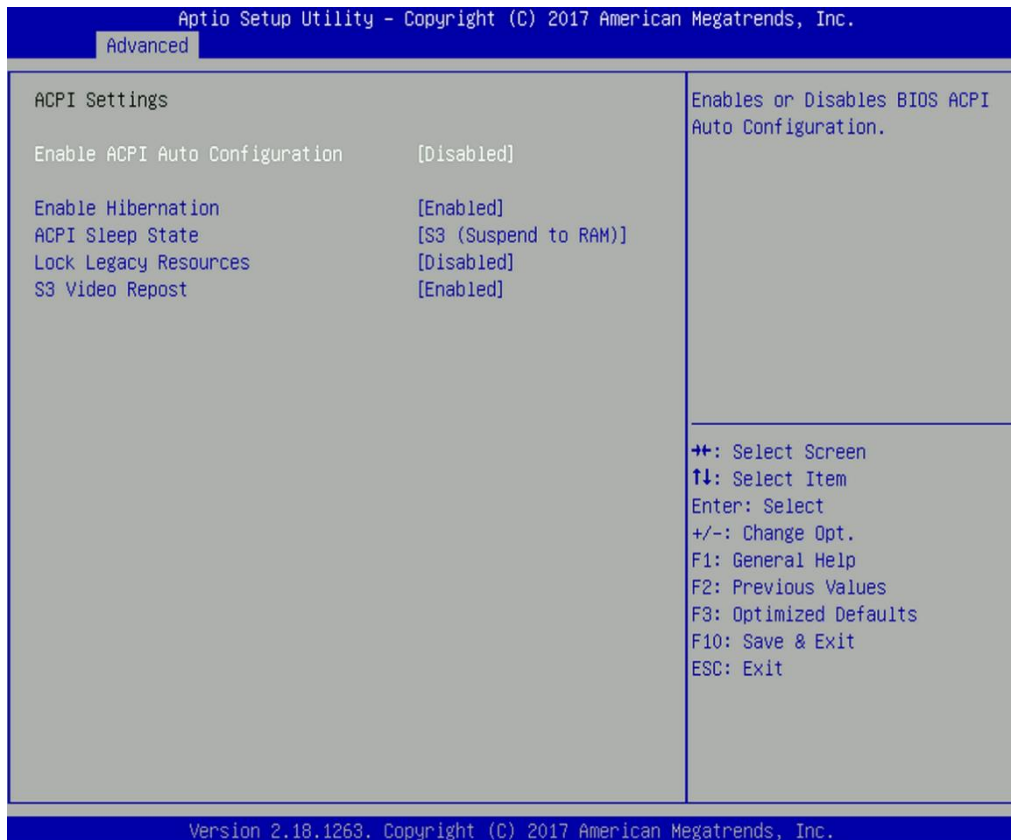 Aptio Setup Utility – Copyright (C) 2017 American Megatrends, Inc.
Advanced
ACPI Settings
Enable ACPI Auto Configuration [Disabled]
Enable Hibernation [Enabled]
ACPI Sleep State [S3 (Suspend to RAM)]
Lock Legacy Resources [Disabled]
S3 Video Repost [Enabled]
Enables or Disables BIOS ACPI
Auto Configuration.
→←: Select Screen
↑↓: Select Item
Enter: Select
+/-: Change Opt.
F1: General Help
F2: Previous Values
F3: Optimized Defaults
F10: Save & Exit
ESC: Exit
Version 2.18.1263. Copyright (C) 2017 American Megatrends, Inc.